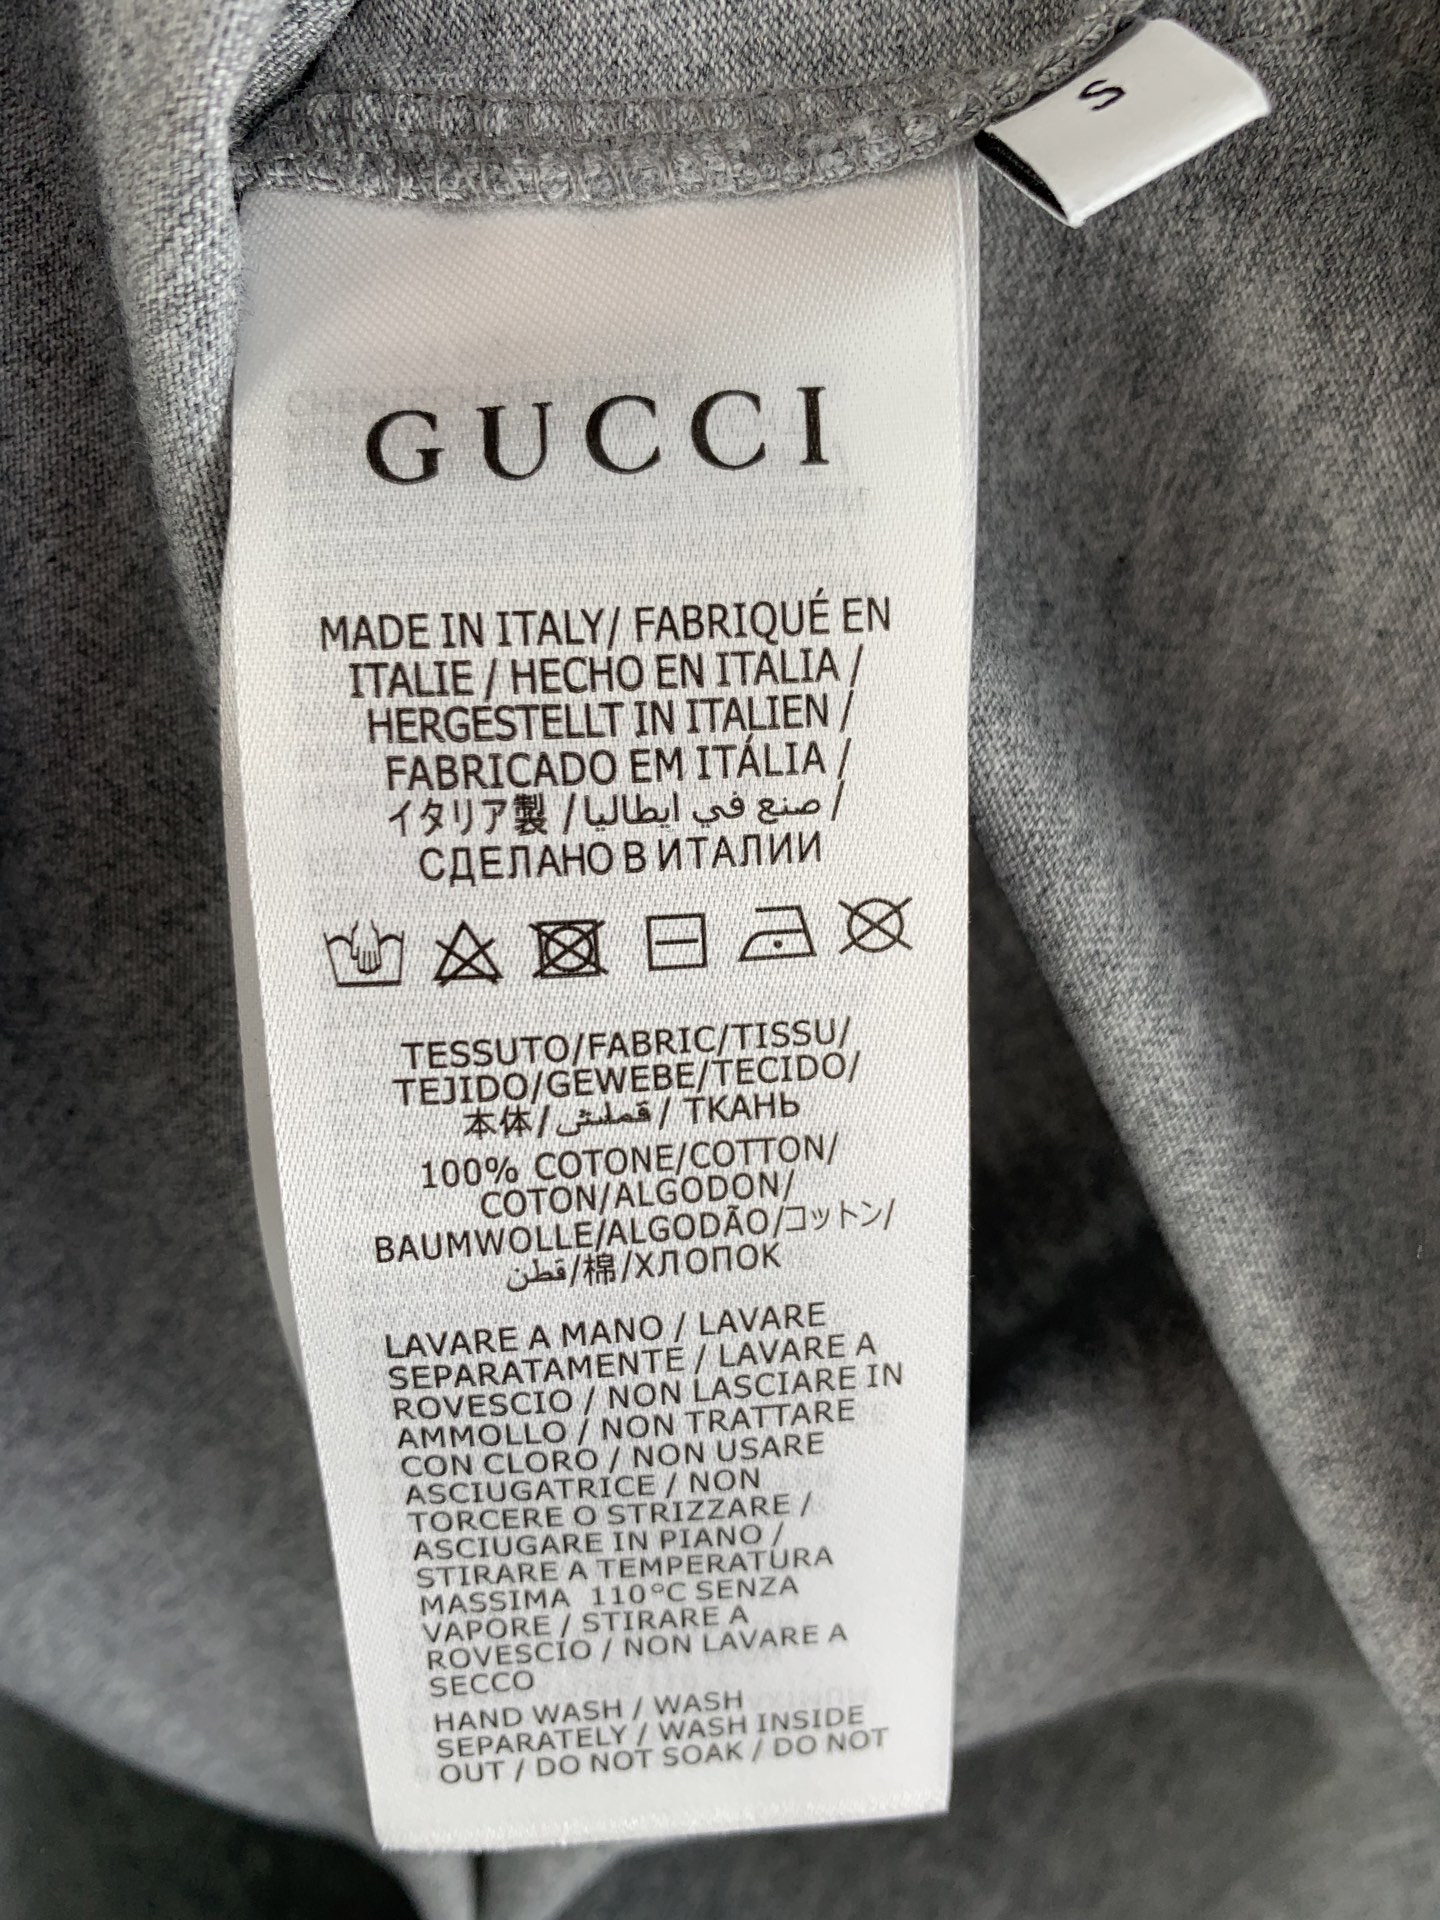 S
GUCCI
MADE IN ITALY/ FABRIQUÉ EN
ITALIE / HECHO EN ITALIA /
HERGESTELLT IN ITALIEN /
FABRICADO EM ITÁLIA /
イタリア製 / صنع في ايطاليا /
СДЕЛАНО В ИТАЛИИ
TESSUTO/FABRIC/TISSU/
TEJIDO/GEWEBE/TECIDO/
本体/قماش/ ТКАНЬ
100% COTONE/COTTON/
COTON/ALGODON/
BAUMWOLLE/ALGODÃO/コットン/
قطن/棉/ХЛОПОК
LAVARE A MANO / LAVARE
SEPARATAMENTE / LAVARE A
ROVESCIO / NON LASCIARE IN
AMMOLLO / NON TRATTARE
CON CLORO / NON USARE
ASCIUGATRICE / NON
TORCERE O STRIZZARE /
ASCIUGARE IN PIANO /
STIRARE A TEMPERATURA
MASSIMA 110°C SENZA
VAPORE / STIRARE A
ROVESCIO / NON LAVARE A
SECCO
HAND WASH / WASH
SEPARATELY / WASH INSIDE
OUT / DO NOT SOAK / DO NOT